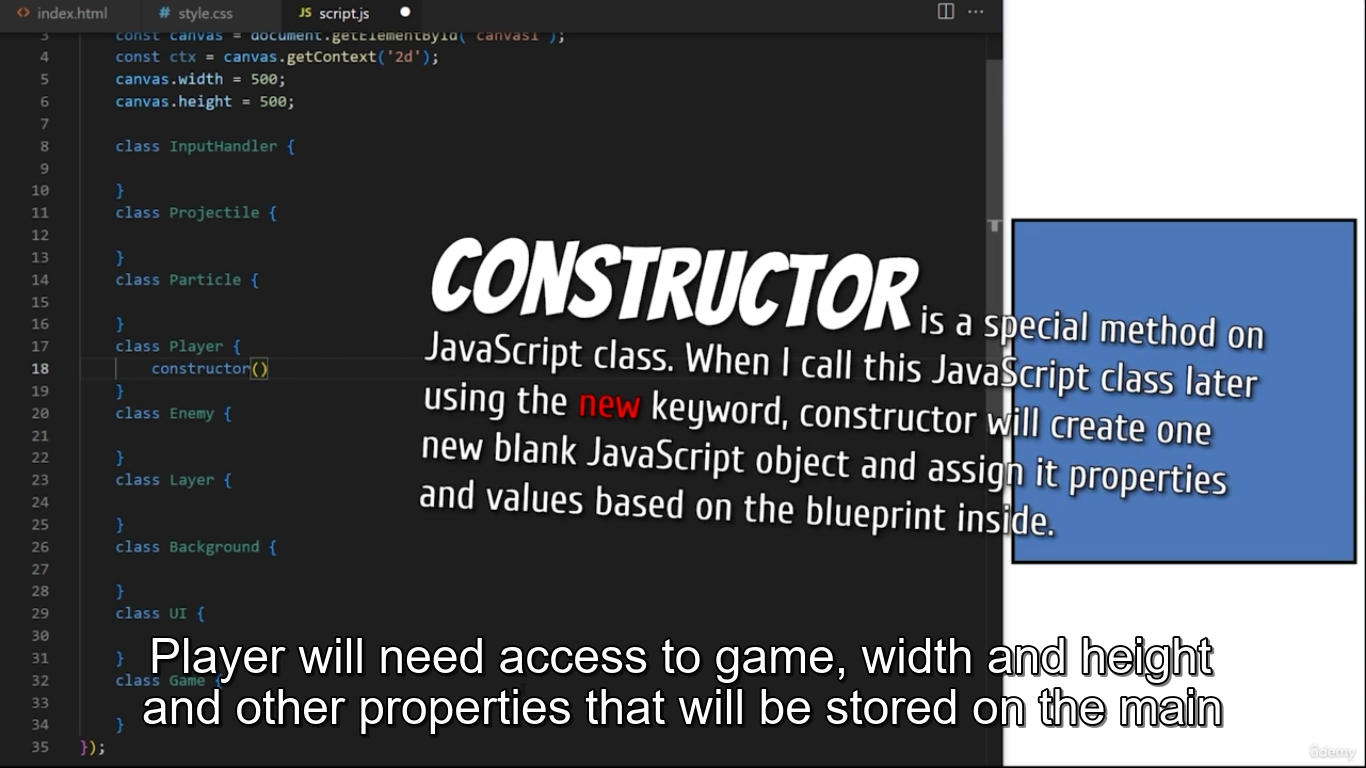 index.html
style.css
JS script.js
3 const canvas = document.getElementById('canvas1');
4 const ctx = canvas.getContext('2d');
5 canvas.width = 500;
6 canvas.height = 500;
7
8 class InputHandler {
9
10 }
11 class Projectile {
12
13 }
14 class Particle {
15
16 }
17 class Player {
18 constructor()
19 }
20 class Enemy {
21
22 }
23 class Layer {
24
25 }
26 class Background {
27
28 }
29 class UI {
30
31 }
32 class Game {
33
34 }
35 });
CONSTRUCTOR is a special method on
JavaScript class. When I call this JavaScript class later
using the new keyword, constructor will create one
new blank JavaScript object and assign it properties
and values based on the blueprint inside.
Player will need access to game, width and height
and other properties that will be stored on the main
ûdemy